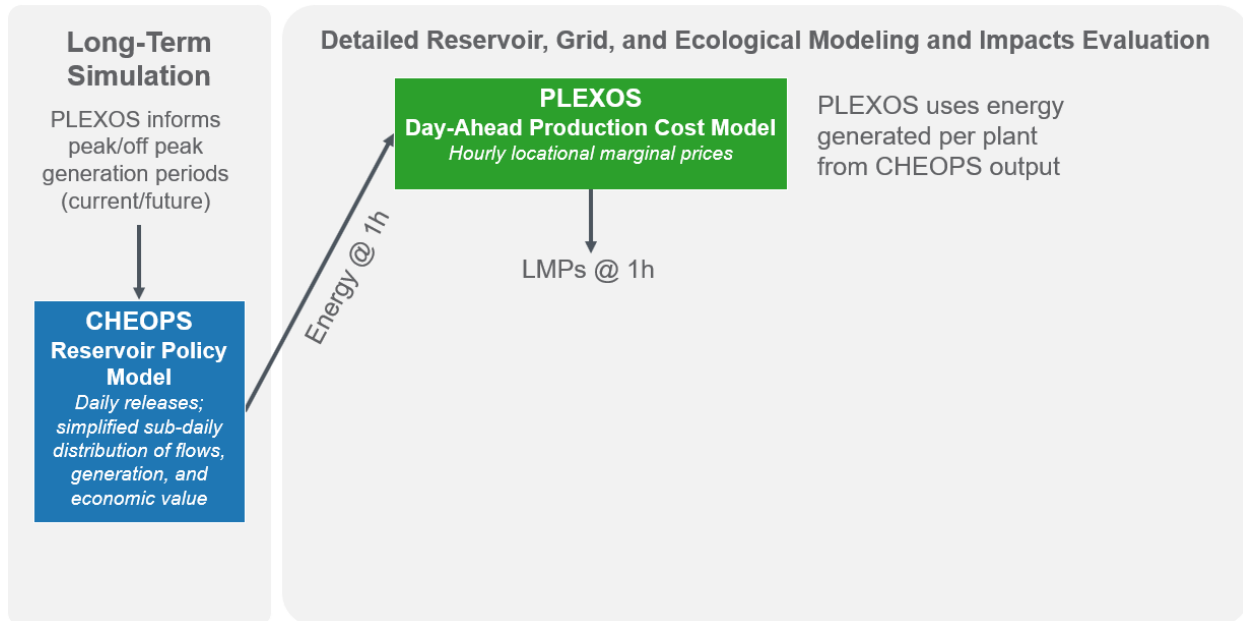 Long-Term
Simulation
PLEXOS informs
peak/off peak
generation periods
(current/future)
CHEOPS
Reservoir Policy
Model
Daily releases;
simplified sub-daily
distribution of flows,
generation, and
economic value
Detailed Reservoir, Grid, and Ecological Modeling and Impacts Evaluation
Energy @ 1h
PLEXOS
Day-Ahead Production Cost Model
Hourly locational marginal prices
LMPs @ 1h
PLEXOS uses energy
generated per plant
from CHEOPS output